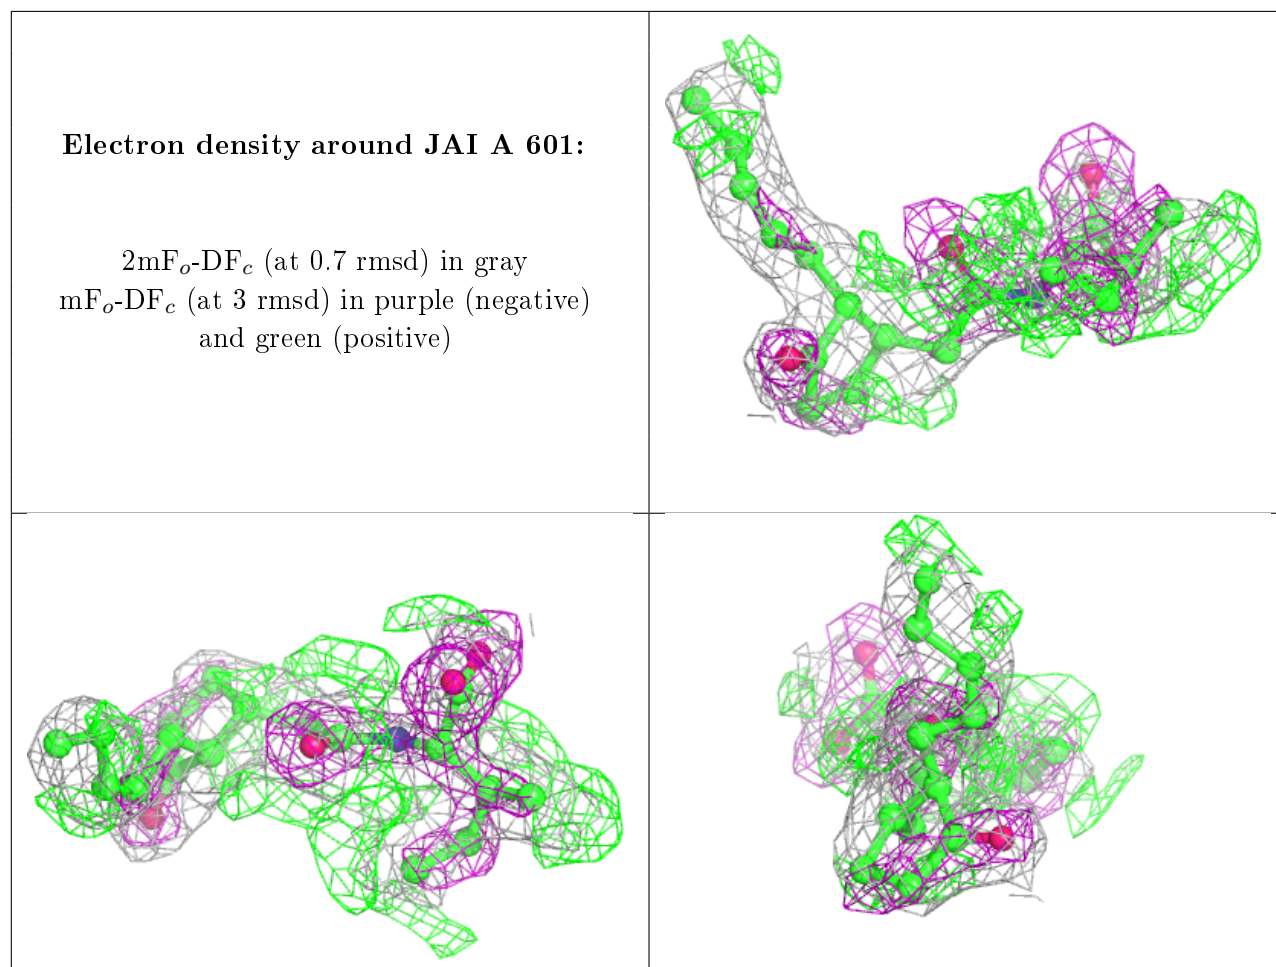 Electron density around JAI A 601:
2mFo-DFc (at 0.7 rmsd) in gray
mFo-DFc (at 3 rmsd) in purple (negative)
and green (positive)